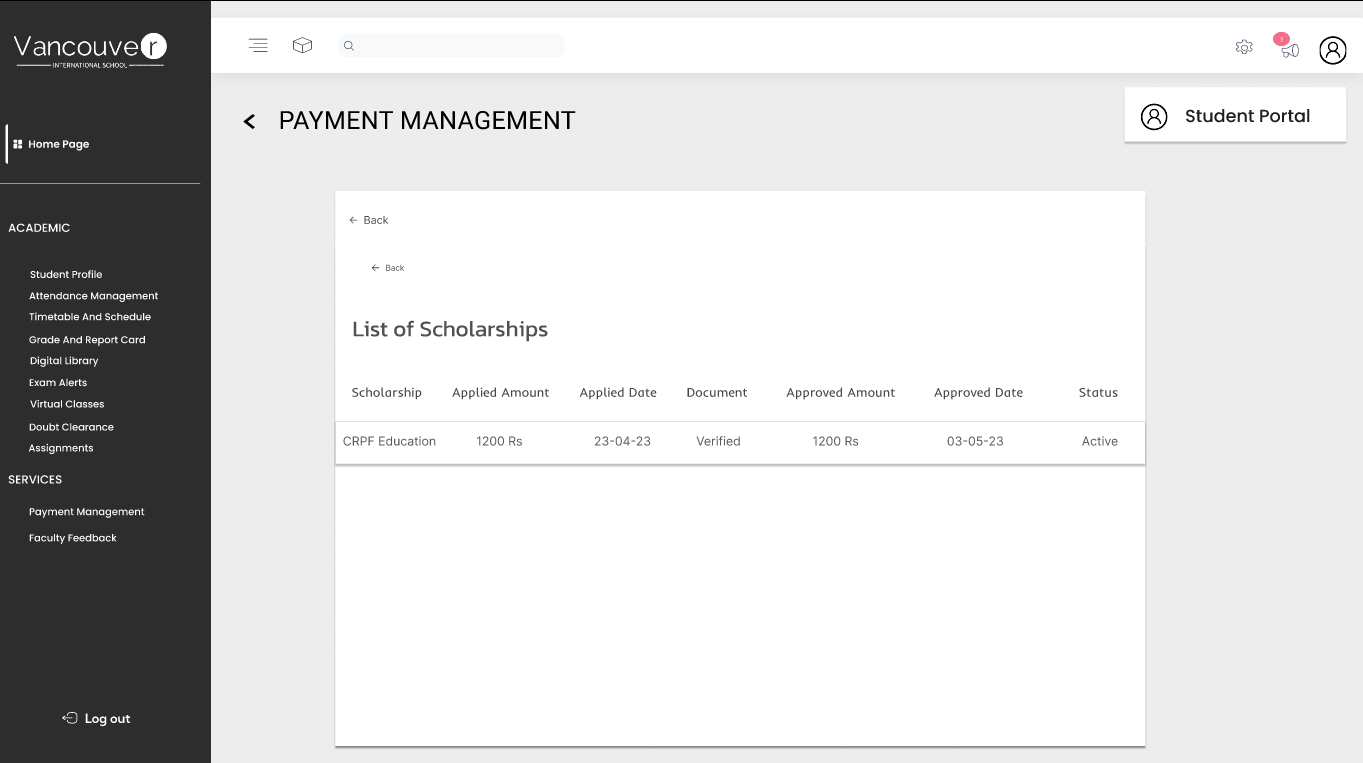 Vancouver
INTERNATIONAL SCHOOL
3
PAYMENT MANAGEMENT
Student Portal
Home Page
ACADEMIC
Student Profile
Attendance Management
Timetable And Schedule
Grade And Report Card
Digital Library
Exam Alerts
Virtual Classes
Doubt Clearance
Assignments
SERVICES
Payment Management
Faculty Feedback
Log out
Back
Back
List of Scholarships
Scholarship Applied Amount Applied Date Document Approved Amount Approved Date Status
CRPF Education 1200 Rs 23-04-23 Verified 1200 Rs 03-05-23 Active